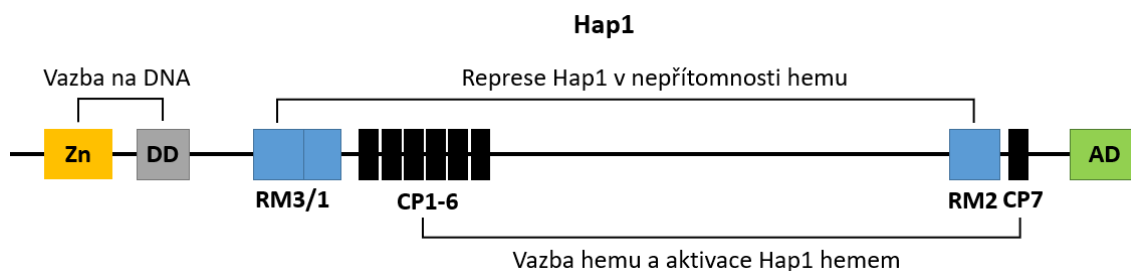 Hap1
Vazba na DNA
Represe Hap1 v nepřítomnosti hemu
Zn
DD
AD
RM3/1
CP1-6
RM2
CP7
Vazba hemu a aktivace Hap1 hemem